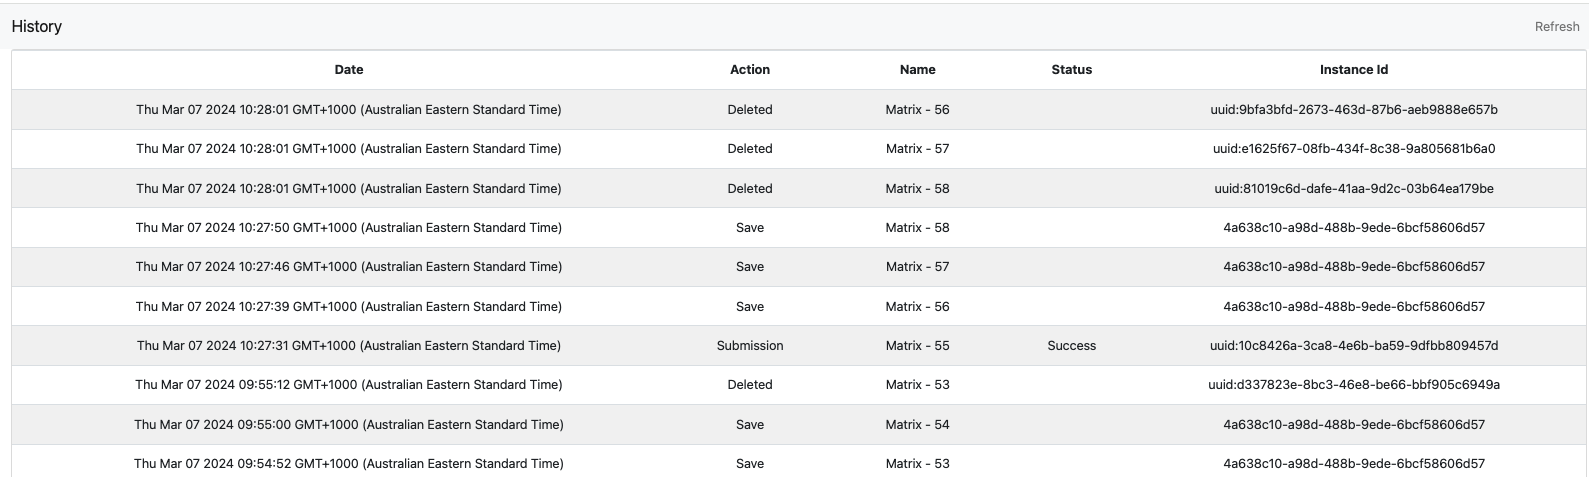 History Refresh
Date Action Name Status Instance Id
Thu Mar 07 2024 10:28:01 GMT+1000 (Australian Eastern Standard Time) Deleted Matrix - 56 uuid:9bfa3bfd-2673-463d-87b6-aeb9888e657b
Thu Mar 07 2024 10:28:01 GMT+1000 (Australian Eastern Standard Time) Deleted Matrix - 57 uuid:e1625f67-08fb-434f-8c38-9a805681b6a0
Thu Mar 07 2024 10:28:01 GMT+1000 (Australian Eastern Standard Time) Deleted Matrix - 58 uuid:81019c6d-dafe-41aa-9d2c-03b64ea179be
Thu Mar 07 2024 10:27:50 GMT+1000 (Australian Eastern Standard Time) Save Matrix - 58 4a638c10-a98d-488b-9ede-6bcf58606d57
Thu Mar 07 2024 10:27:46 GMT+1000 (Australian Eastern Standard Time) Save Matrix - 57 4a638c10-a98d-488b-9ede-6bcf58606d57
Thu Mar 07 2024 10:27:39 GMT+1000 (Australian Eastern Standard Time) Save Matrix - 56 4a638c10-a98d-488b-9ede-6bcf58606d57
Thu Mar 07 2024 10:27:31 GMT+1000 (Australian Eastern Standard Time) Submission Matrix - 55 Success uuid:10c8426a-3ca8-4e6b-ba59-9dfbb809457d
Thu Mar 07 2024 09:55:12 GMT+1000 (Australian Eastern Standard Time) Deleted Matrix - 53 uuid:d337823e-8bc3-46e8-be66-bbf905c6949a
Thu Mar 07 2024 09:55:00 GMT+1000 (Australian Eastern Standard Time) Save Matrix - 54 4a638c10-a98d-488b-9ede-6bcf58606d57
Thu Mar 07 2024 09:54:52 GMT+1000 (Australian Eastern Standard Time) Save Matrix - 53 4a638c10-a98d-488b-9ede-6bcf58606d57